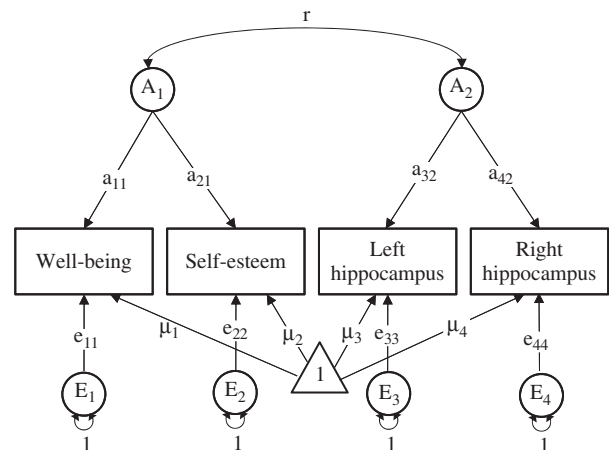 r
A₁ A₂
a₁₁ a₂₁ a₃₂ a₄₂
Well-being Self-esteem Left hippocampus Right hippocampus
e₁₁ μ₁ e₂₂ μ₂ μ₃ e₃₃ μ₄ e₄₄
1
E₁ E₂ E₃ E₄
1 1 1 1